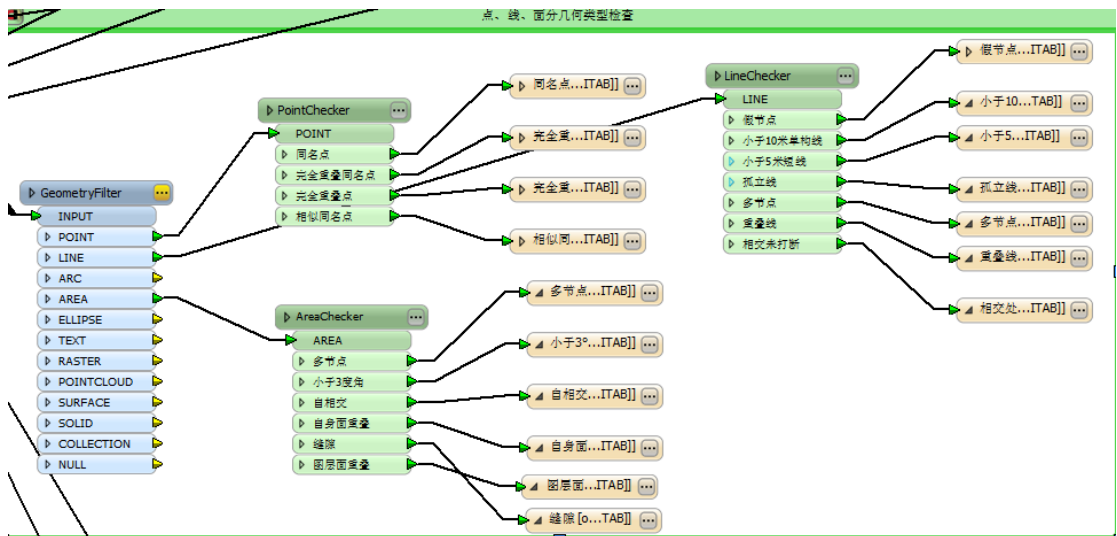 点、线、面分几何类型检查
GeometryFilter
INPUT
POINT
LINE
ARC
AREA
ELLIPSE
TEXT
RASTER
POINTCLOUD
SURFACE
SOLID
COLLECTION
NULL
PointChecker
POINT
同名点
完全重叠同名点
完全重叠点
相似同名点
同名点...ITAB]]
完全重...ITAB]]
完全重...ITAB]]
相似同...ITAB]]
AreaChecker
AREA
多节点
小于3度角
自相交
自身面重叠
缝隙
图层面重叠
多节点...ITAB]]
小于3°...ITAB]]
自相交...ITAB]]
自身面...ITAB]]
图层面...ITAB]]
缝隙[o...TAB]]
LineChecker
LINE
假节点
小于10米单构线
小于5米短线
孤立线
多节点
重叠线
相交未打断
假节点...ITAB]]
小于10...TAB]]
小于5...ITAB]]
孤立线...ITAB]]
多节点...ITAB]]
重叠线...ITAB]]
相交处...ITAB]]